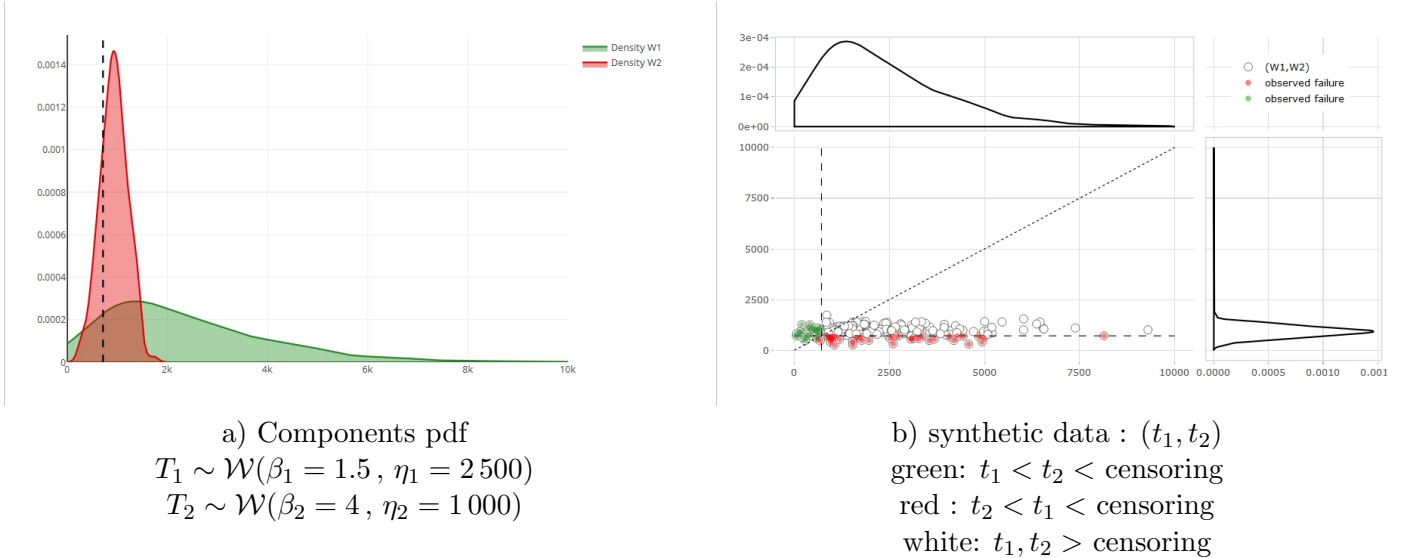 Density W1
Density W2
0.0014
0.0012
0.001
0.0008
0.0006
0.0004
0.0002
0
0 2k 4k 6k 8k 10k
a) Components pdf
T₁ ∼ 𝒲(β₁ = 1.5 , η₁ = 2 500)
T₂ ∼ 𝒲(β₂ = 4 , η₂ = 1 000)
3e-04
2e-04
1e-04
0e+00
(W1,W2)
observed failure
observed failure
10000
7500
5000
2500
0
0 2500 5000 7500 10000
0.0000 0.0005 0.0010 0.001
b) synthetic data : (t₁, t₂)
green: t₁ < t₂ < censoring
red : t₂ < t₁ < censoring
white: t₁, t₂ > censoring